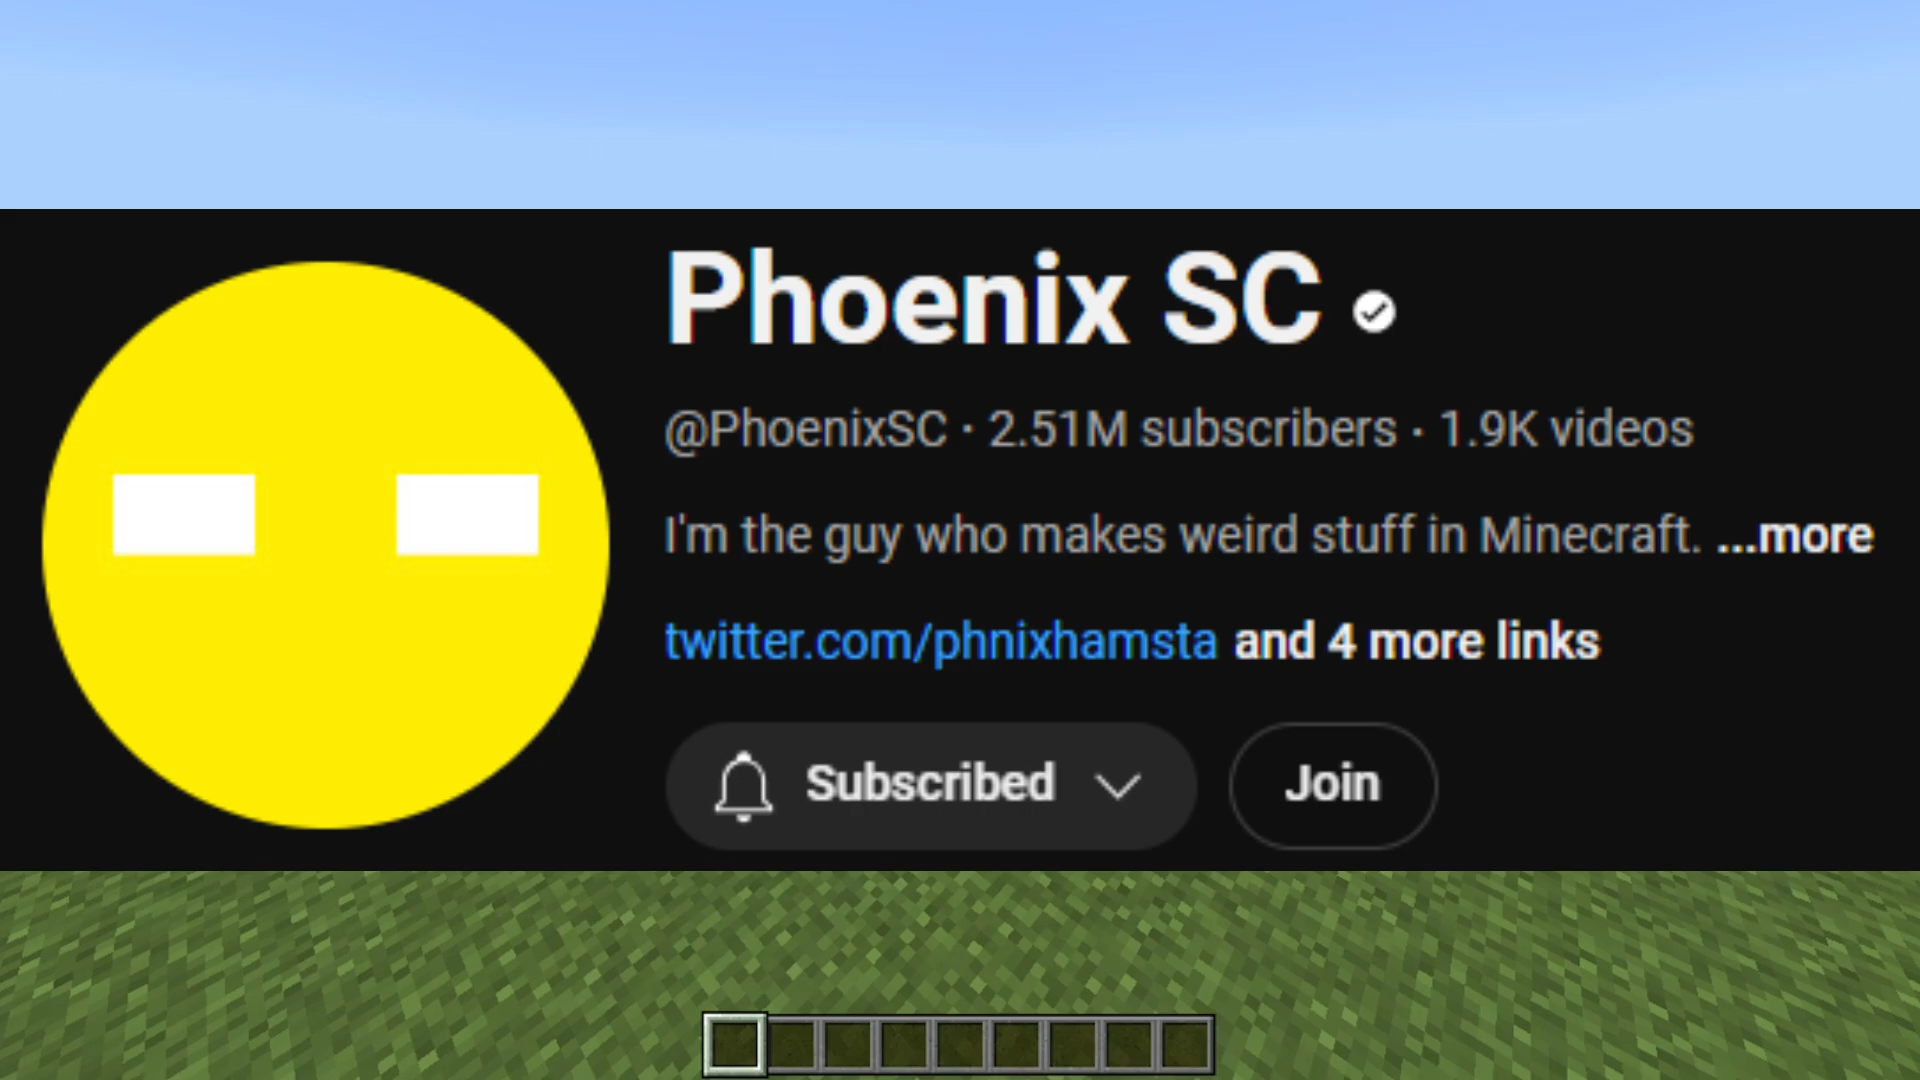 Phoenix SC
@PhoenixSC · 2.51M subscribers · 1.9K videos
I'm the guy who makes weird stuff in Minecraft. ...more
twitter.com/phnixhamsta and 4 more links
Subscribed
Join